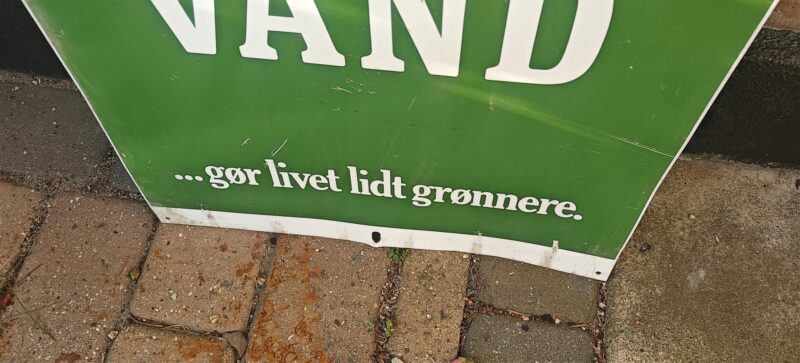 VAND
...gør livet lidt grønnere.